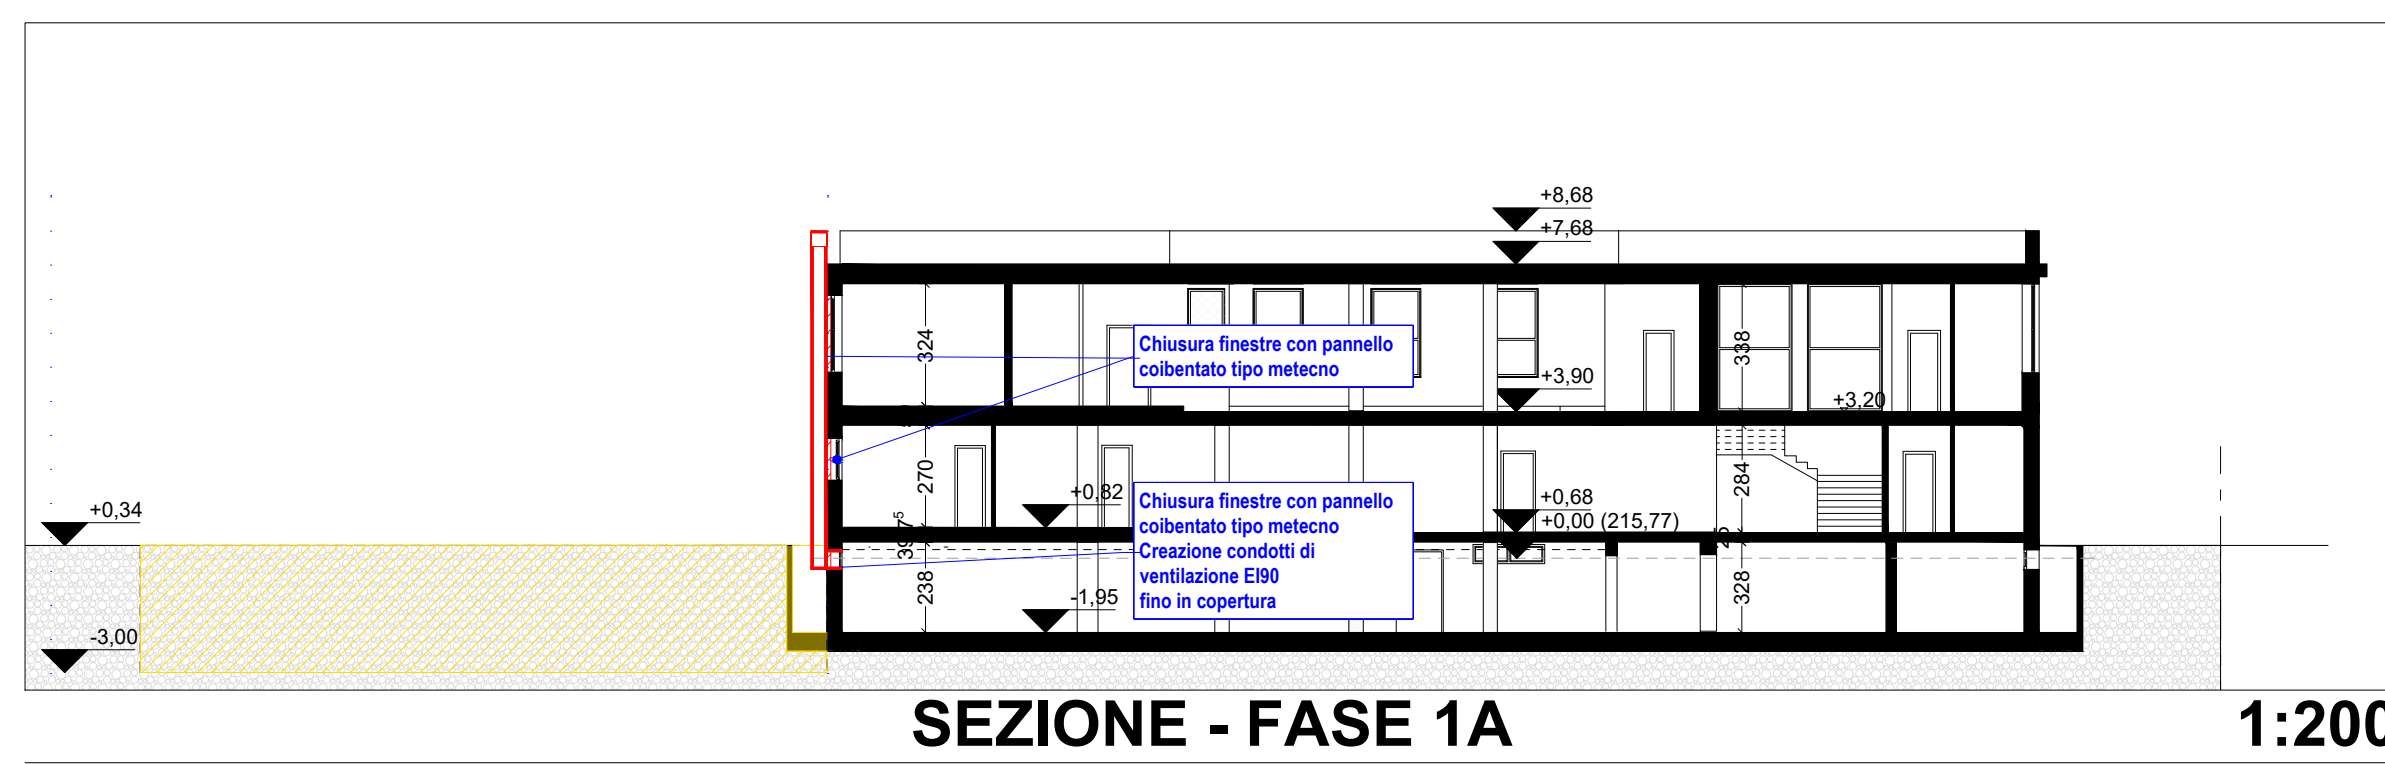 +8,68
+7,68
324
Chiusura finestre con pannello
coibentato tipo metecno
338
+3,90
+3,20
270
+0,82
284
+0,34
Chiusura finestre con pannello
coibentato tipo metecno
Creazione condotti di
ventilazione EI90
fino in copertura
+0,68
+0,00 (215,77)
238
328
-1,95
-3,00
SEZIONE - FASE 1A
1:200